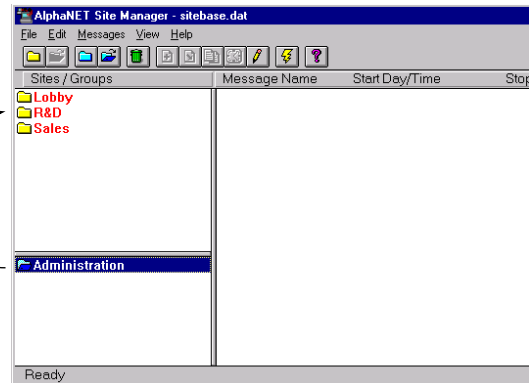 AlphaNET Site Manager - sitebase.dat
File Edit Messages View Help
Sites / Groups Message Name Start Day/Time Stop
Lobby
R&D
Sales
Administration
Ready